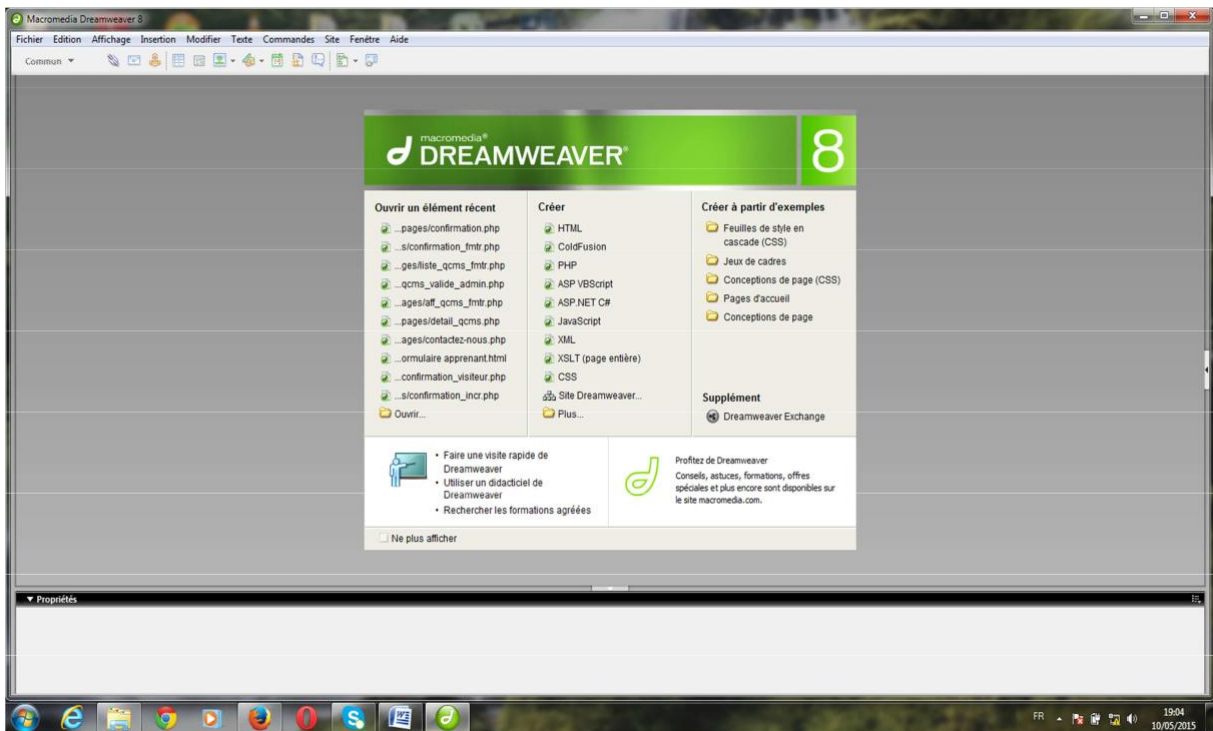 Macromedia Dreamweaver 8
Fichier Edition Affichage Insertion Modifier Texte Commandes Site Fenêtre Aide
Commun
macromedia®
DREAMWEAVER®
8
Ouvrir un élément récent
...pages/confirmation.php
...s/confirmation_fmtr.php
...ges/liste_qcms_fmtr.php
...qcms_valide_admin.php
...ages/aff_qcms_fmtr.php
...pages/detail_qcms.php
...ages/contactez-nous.php
...ormulaire apprenant.html
...confirmation_visiteur.php
...s/confirmation_incr.php
Ouvrir...
Créer
HTML
ColdFusion
PHP
ASP VBScript
ASP.NET C#
JavaScript
XML
XSLT (page entière)
CSS
Site Dreamweaver...
Plus...
Créer à partir d'exemples
Feuilles de style en
cascade (CSS)
Jeux de cadres
Conceptions de page (CSS)
Pages d'accueil
Conceptions de page
Supplément
Dreamweaver Exchange
• Faire une visite rapide de
Dreamweaver
• Utiliser un didacticiel de
Dreamweaver
• Rechercher les formations agréées
Profitez de Dreamweaver
Conseils, astuces, formations, offres
spéciales et plus encore sont disponibles sur
le site macromedia.com.
Ne plus afficher
Propriétés
FR
19:04
10/05/2015